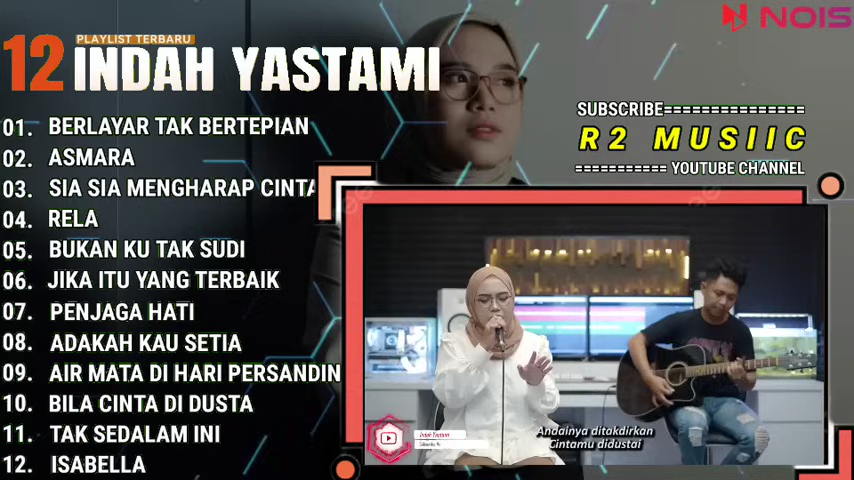 NOIS
PLAYLIST TERBARU
12 INDAH YASTAMI
SUBSCRIBE===============
R2 MUSIIC
=========== YOUTUBE CHANNEL
01. BERLAYAR TAK BERTEPIAN
02. ASMARA
03. SIA SIA MENGHARAP CINTA
04. RELA
05. BUKAN KU TAK SUDI
06. JIKA ITU YANG TERBAIK
07. PENJAGA HATI
08. ADAKAH KAU SETIA
09. AIR MATA DI HARI PERSANDIN
10. BILA CINTA DI DUSTA
11. TAK SEDALAM INI
12. ISABELLA
Indah Yastami
Andainya ditakdirkan
Cintamu didustai